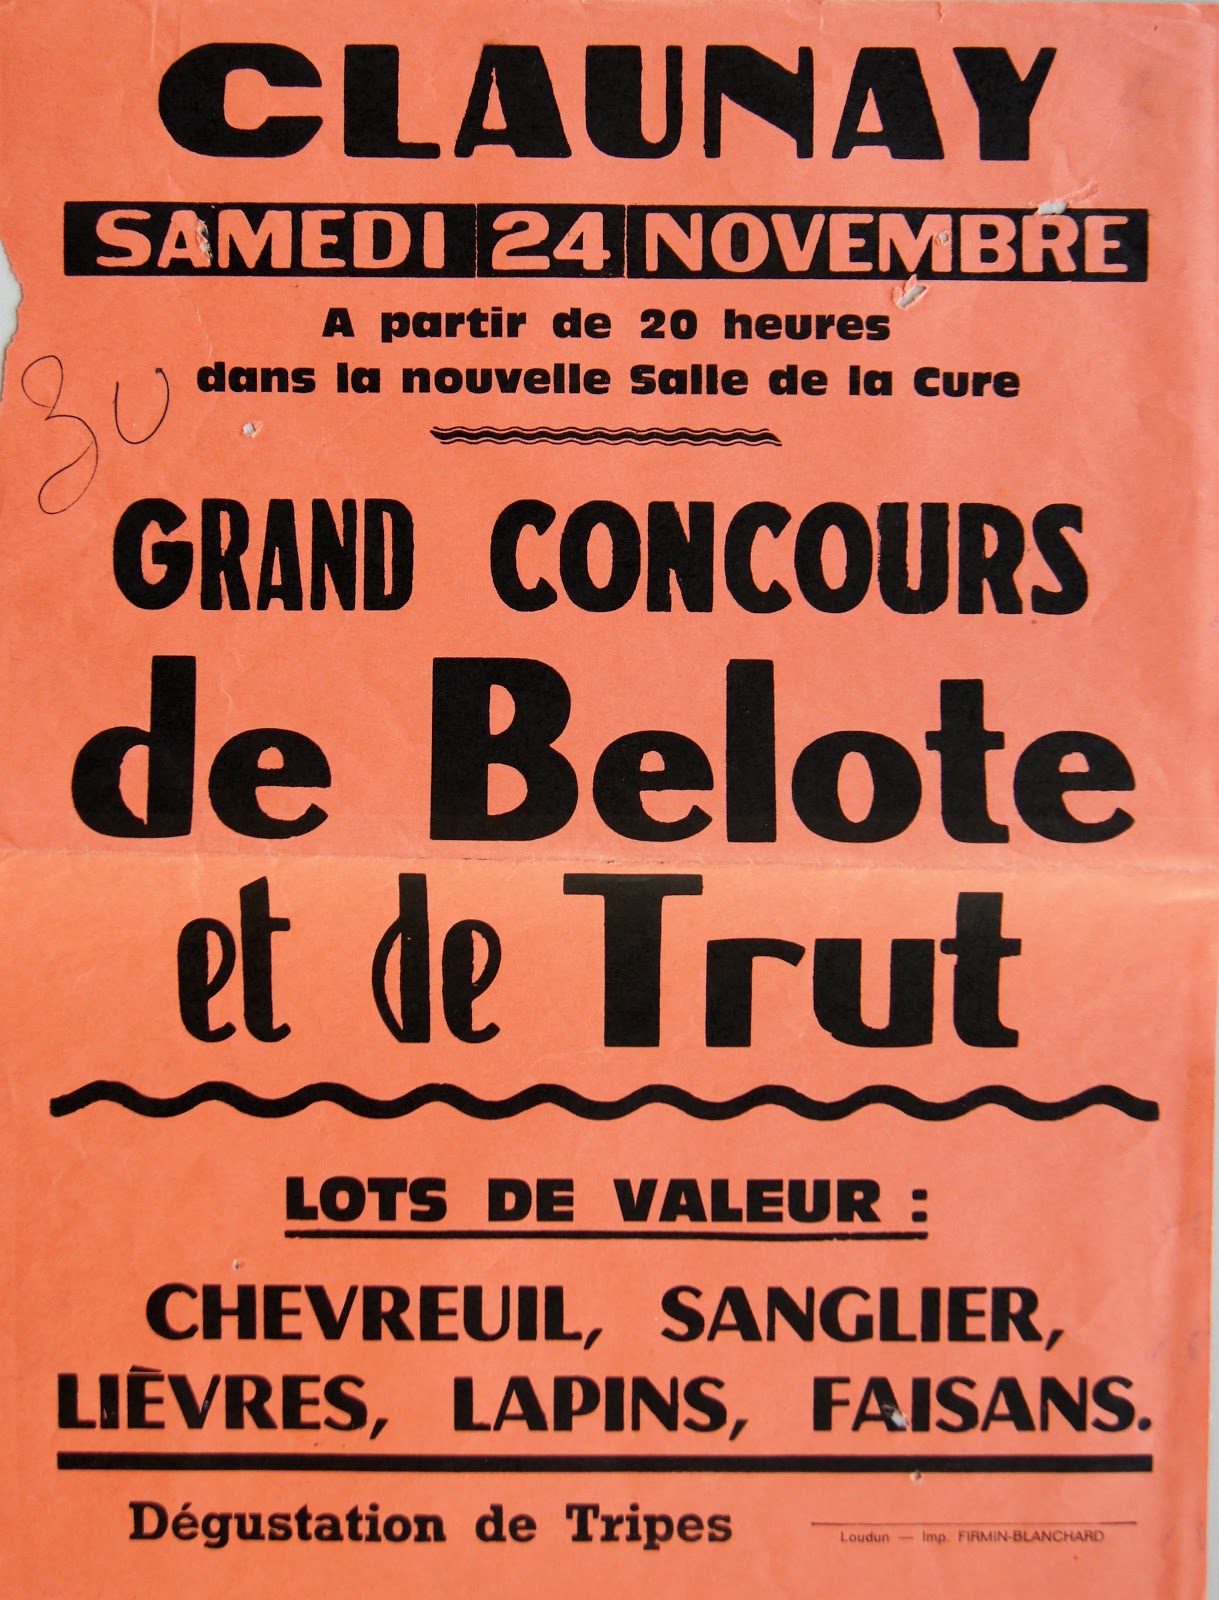 CLAUNAY
SAMEDI 24 NOVEMBRE
A partir de 20 heures
dans la nouvelle Salle de la Cure
30
GRAND CONCOURS
de Belote
et de Trut
LOTS DE VALEUR :
CHEVREUIL, SANGLIER,
LIÈVRES, LAPINS, FAISANS.
Dégustation de Tripes
Loudun — Imp. FIRMIN-BLANCHARD